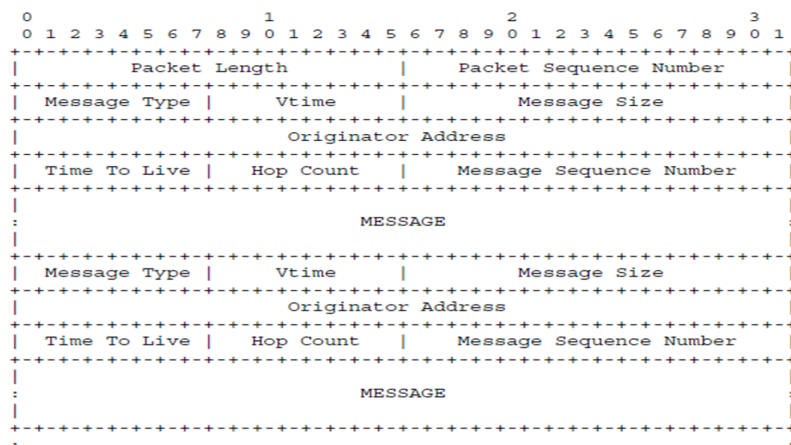 0 1 2 3
0 1 2 3 4 5 6 7 8 9 0 1 2 3 4 5 6 7 8 9 0 1 2 3 4 5 6 7 8 9 0 1
Packet Length | Packet Sequence Number
Message Type | Vtime | Message Size
Originator Address
Time To Live | Hop Count | Message Sequence Number
MESSAGE
Message Type | Vtime | Message Size
Originator Address
Time To Live | Hop Count | Message Sequence Number
MESSAGE